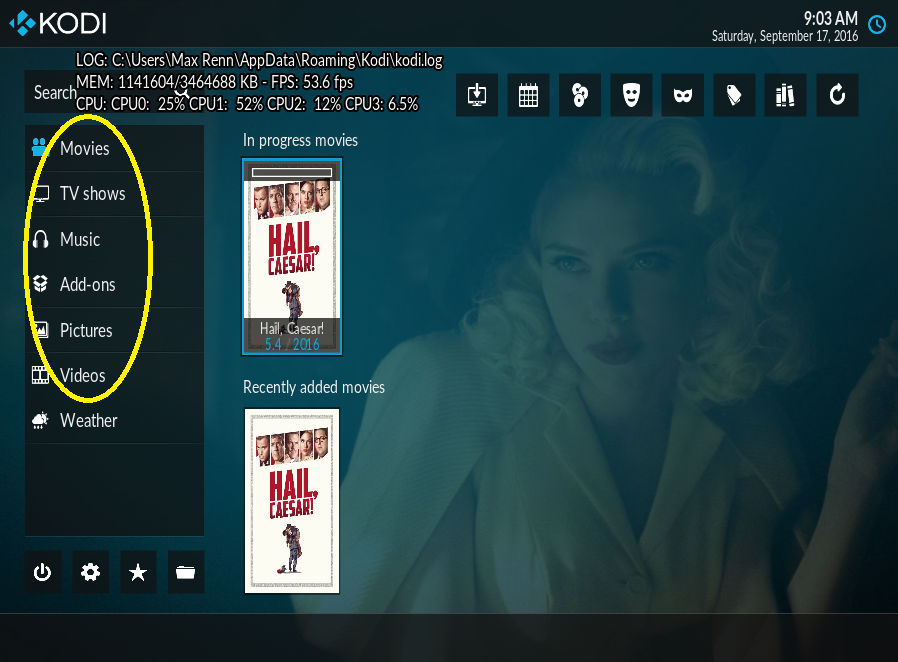 KODI
9:03 AM
Saturday, September 17, 2016
LOG: C:\Users\Max Renn\AppData\Roaming\Kodi\kodi.log
MEM: 1141604/3464688 KB - FPS: 53.6 fps
CPU: CPU0: 25% CPU1: 52% CPU2: 12% CPU3: 6.5%
Search
Movies
TV shows
Music
Add-ons
Pictures
Videos
Weather
In progress movies
HAIL,
CAESAR!
Hail, Caesar!
5.4 / 2016
Recently added movies
HAIL,
CAESAR!